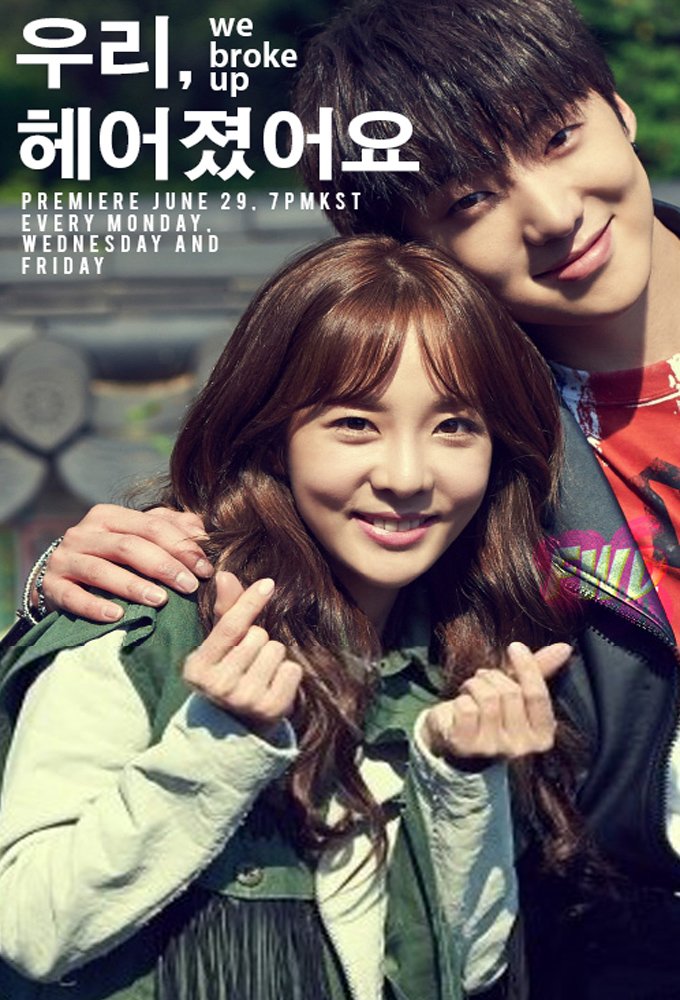 우리,
we
broke
up
헤어졌어요
PREMIERE JUNE 29, 7PMKST
EVERY MONDAY,
WEDNESDAY AND
FRIDAY